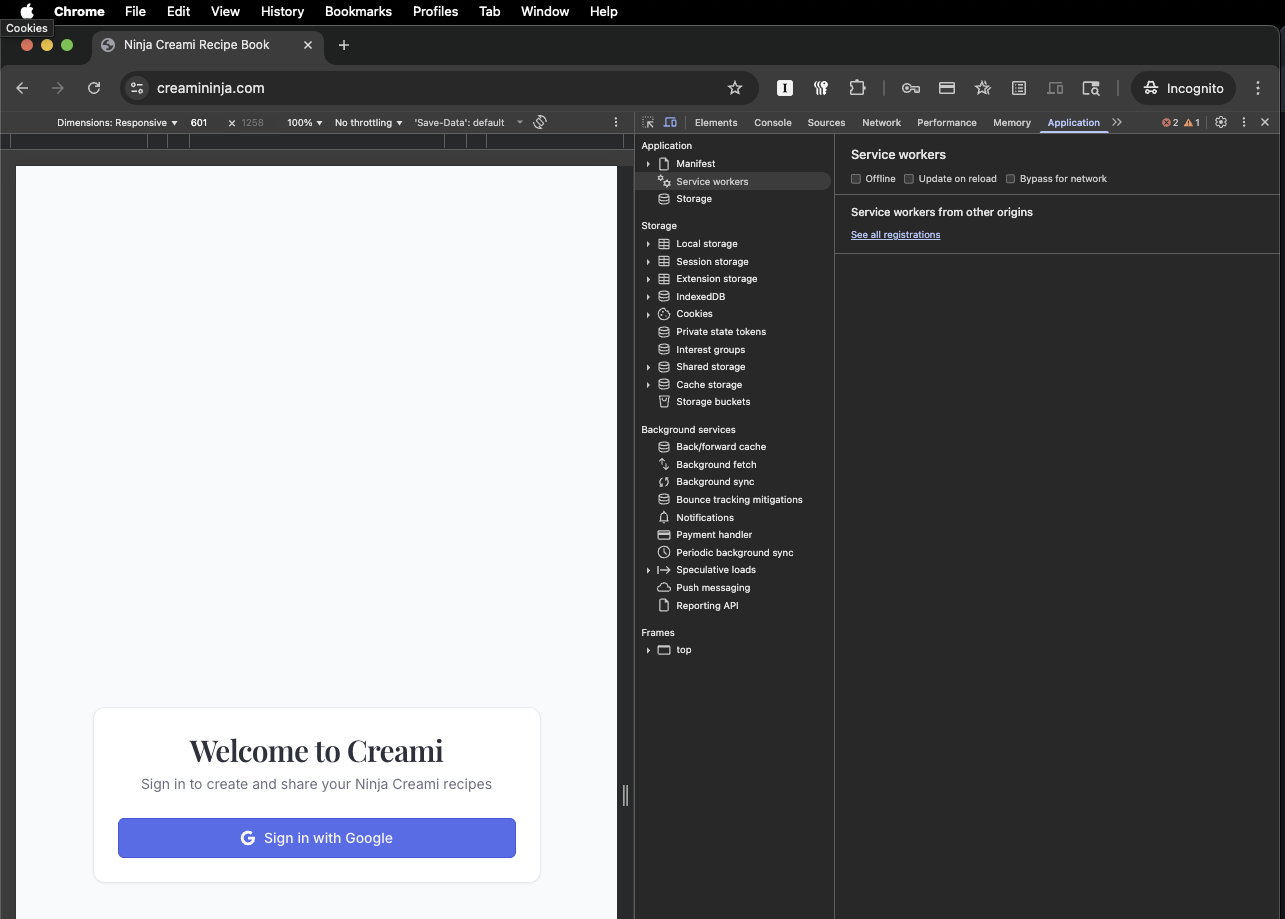 Chrome File Edit View History Bookmarks Profiles Tab Window Help
Cookies
Ninja Creami Recipe Book
creamininja.com
Incognito
Dimensions: Responsive 601 × 1258 100% No throttling 'Save-Data': default
Elements Console Sources Network Performance Memory Application 2 1
Application
Manifest
Service workers
Storage
Storage
Local storage
Session storage
Extension storage
IndexedDB
Cookies
Private state tokens
Interest groups
Shared storage
Cache storage
Storage buckets
Background services
Back/forward cache
Background fetch
Background sync
Bounce tracking mitigations
Notifications
Payment handler
Periodic background sync
Speculative loads
Push messaging
Reporting API
Frames
top
Service workers
Offline Update on reload Bypass for network
Service workers from other origins
See all registrations
Welcome to Creami
Sign in to create and share your Ninja Creami recipes
G Sign in with Google